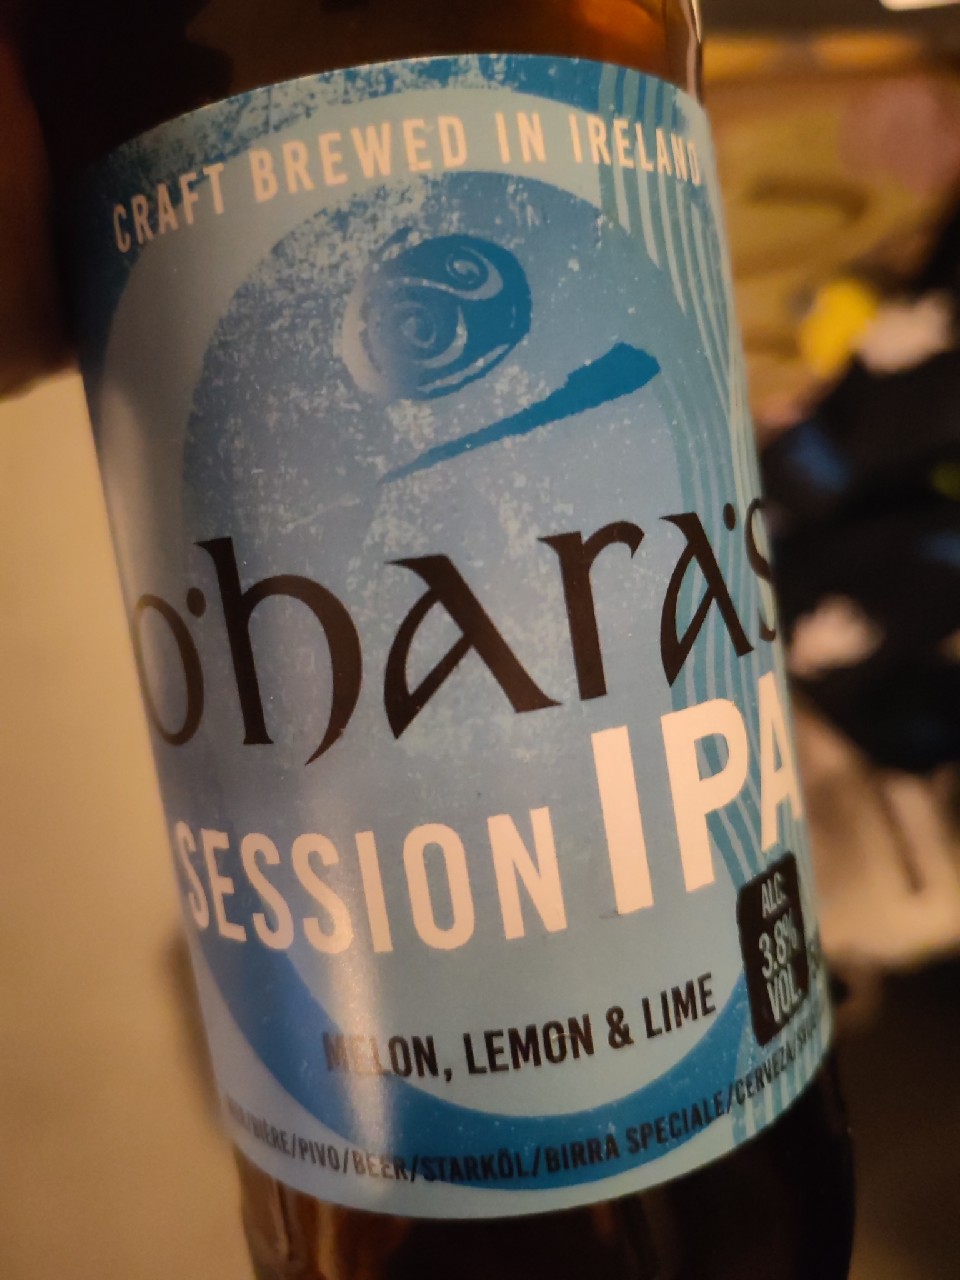 CRAFT BREWED IN IRELAND
O'hara's
SESSION IPA
ALC.
3.8%
VOL.
MELON, LEMON & LIME
/BIÈRE/PIVO/BEER/STARKÖL/BIRRA SPECIALE/CERVEZA/